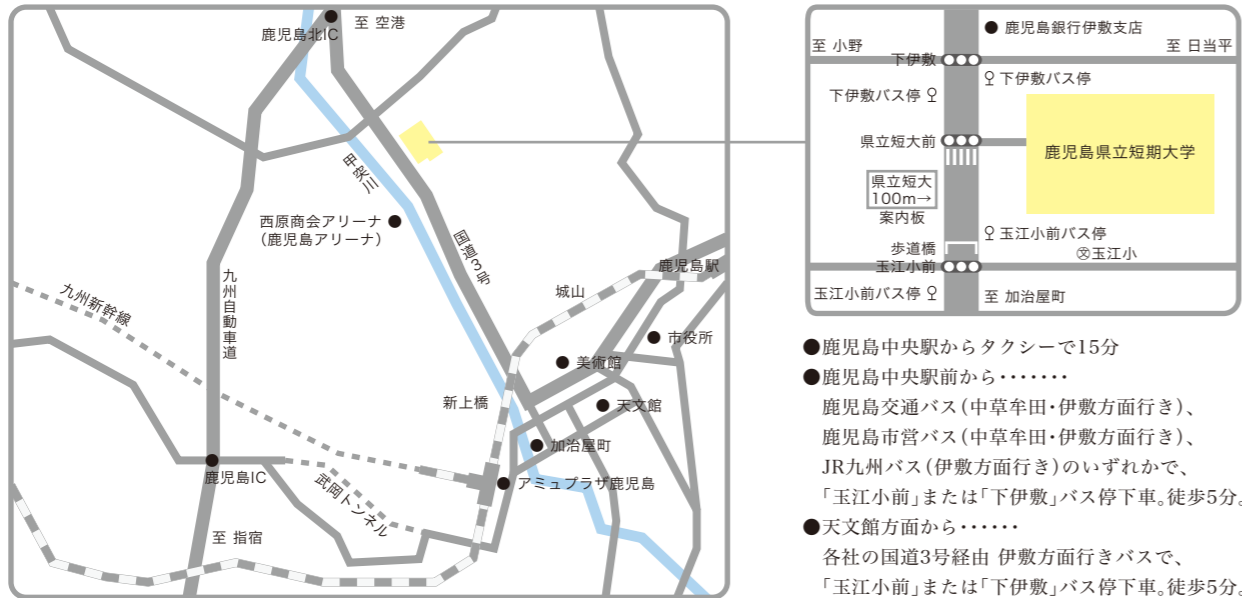 鹿児島北IC
至 空港
甲突川
西原商会アリーナ
（鹿児島アリーナ）
国道3号
鹿児島駅
九州自動車道
九州新幹線
城山
市役所
美術館
新上橋
天文館
加治屋町
鹿児島IC
武岡トンネル
アミュプラザ鹿児島
至 指宿
鹿児島銀行伊敷支店
至 小野
至 日当平
下伊敷
下伊敷バス停
下伊敷バス停
県立短大前
鹿児島県立短期大学
県立短大
100m→
案内板
玉江小前バス停
歩道橋
文玉江小
玉江小前
玉江小前バス停
至 加治屋町
●鹿児島中央駅からタクシーで15分
●鹿児島中央駅前から・・・・・・・
鹿児島交通バス（中草牟田・伊敷方面行き）、
鹿児島市営バス（中草牟田・伊敷方面行き）、
JR九州バス（伊敷方面行き）のいずれかで、
「玉江小前」または「下伊敷」バス停下車。徒歩5分。
●天文館方面から・・・・・・
各社の国道3号経由 伊敷方面行きバスで、
「玉江小前」または「下伊敷」バス停下車。徒歩5分。